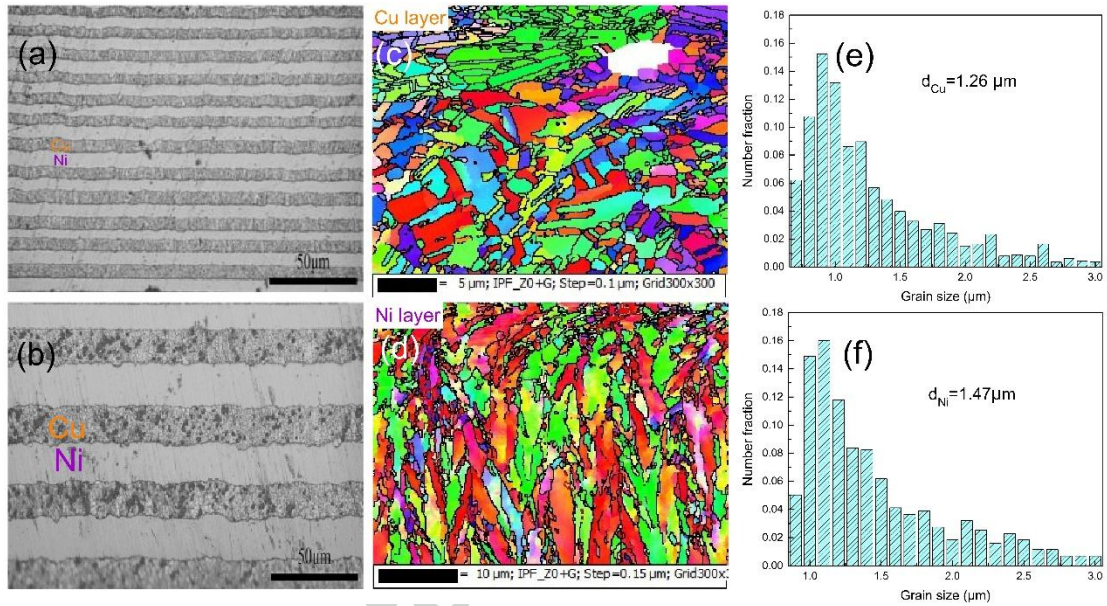 (a)
Cu
Ni
50μm
(b)
Cu
Ni
50μm
Cu layer
(c)
= 5 μm; IPF_Z0+G; Step=0.1 μm; Grid300x300
Ni layer
(d)
= 10 μm; IPF_Z0+G; Step=0.15 μm; Grid300x
(e)
d_Cu=1.26 μm
Number fraction
0.18
0.16
0.14
0.12
0.10
0.08
0.06
0.04
0.02
0.00
1.0
1.5
2.0
2.5
3.0
Grain size (μm)
(f)
d_Ni=1.47μm
Number fraction
0.18
0.16
0.14
0.12
0.10
0.08
0.06
0.04
0.02
0.00
1.0
1.5
2.0
2.5
3.0
Grain size (μm)